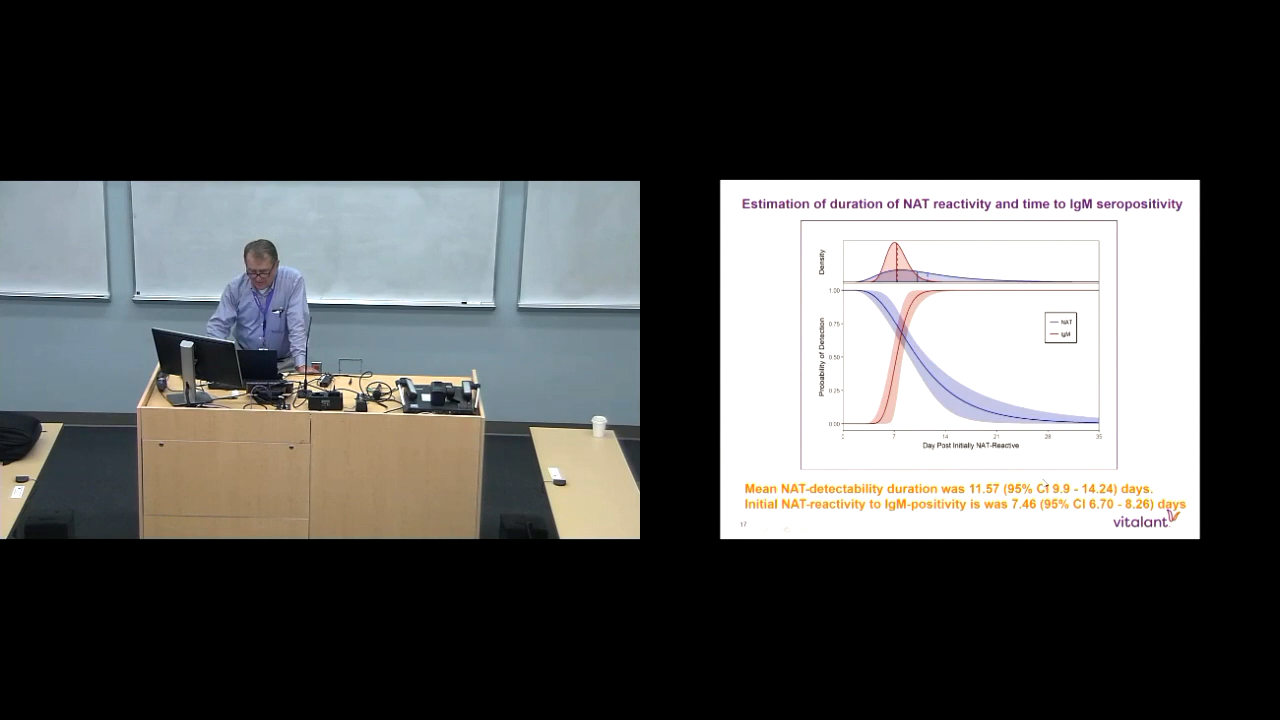 Estimation of duration of NAT reactivity and time to IgM seropositivity
Density
Probability of Detection
1.00
0.75
0.50
0.25
0.00
NAT
IgM
7
14
21
28
35
Day Post Initially NAT-Reactive
Mean NAT-detectability duration was 11.57 (95% CI 9.9 - 14.24) days.
Initial NAT-reactivity to IgM-positivity is was 7.46 (95% CI 6.70 - 8.26) days
17
vitalant